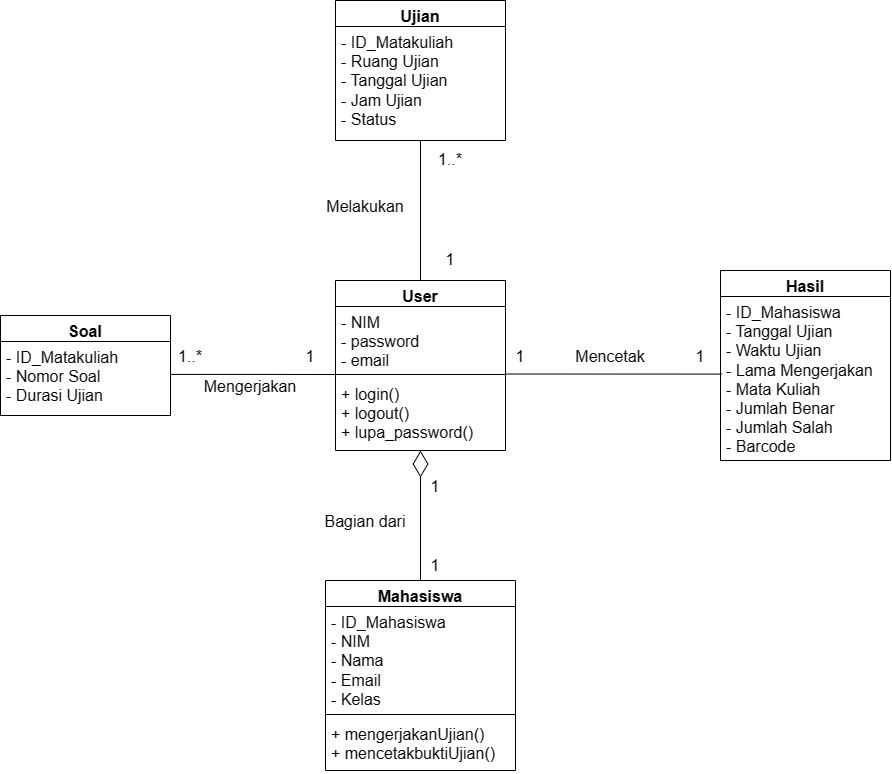 Ujian
- ID_Matakuliah
- Ruang Ujian
- Tanggal Ujian
- Jam Ujian
- Status
1..*
Melakukan
1
User
- NIM
- password
- email
+ login()
+ logout()
+ lupa_password()
Soal
- ID_Matakuliah
- Nomor Soal
- Durasi Ujian
1..*
1
Mengerjakan
1
Mencetak
1
Hasil
- ID_Mahasiswa
- Tanggal Ujian
- Waktu Ujian
- Lama Mengerjakan
- Mata Kuliah
- Jumlah Benar
- Jumlah Salah
- Barcode
1
Bagian dari
1
Mahasiswa
- ID_Mahasiswa
- NIM
- Nama
- Email
- Kelas
+ mengerjakanUjian()
+ mencetakbuktiUjian()